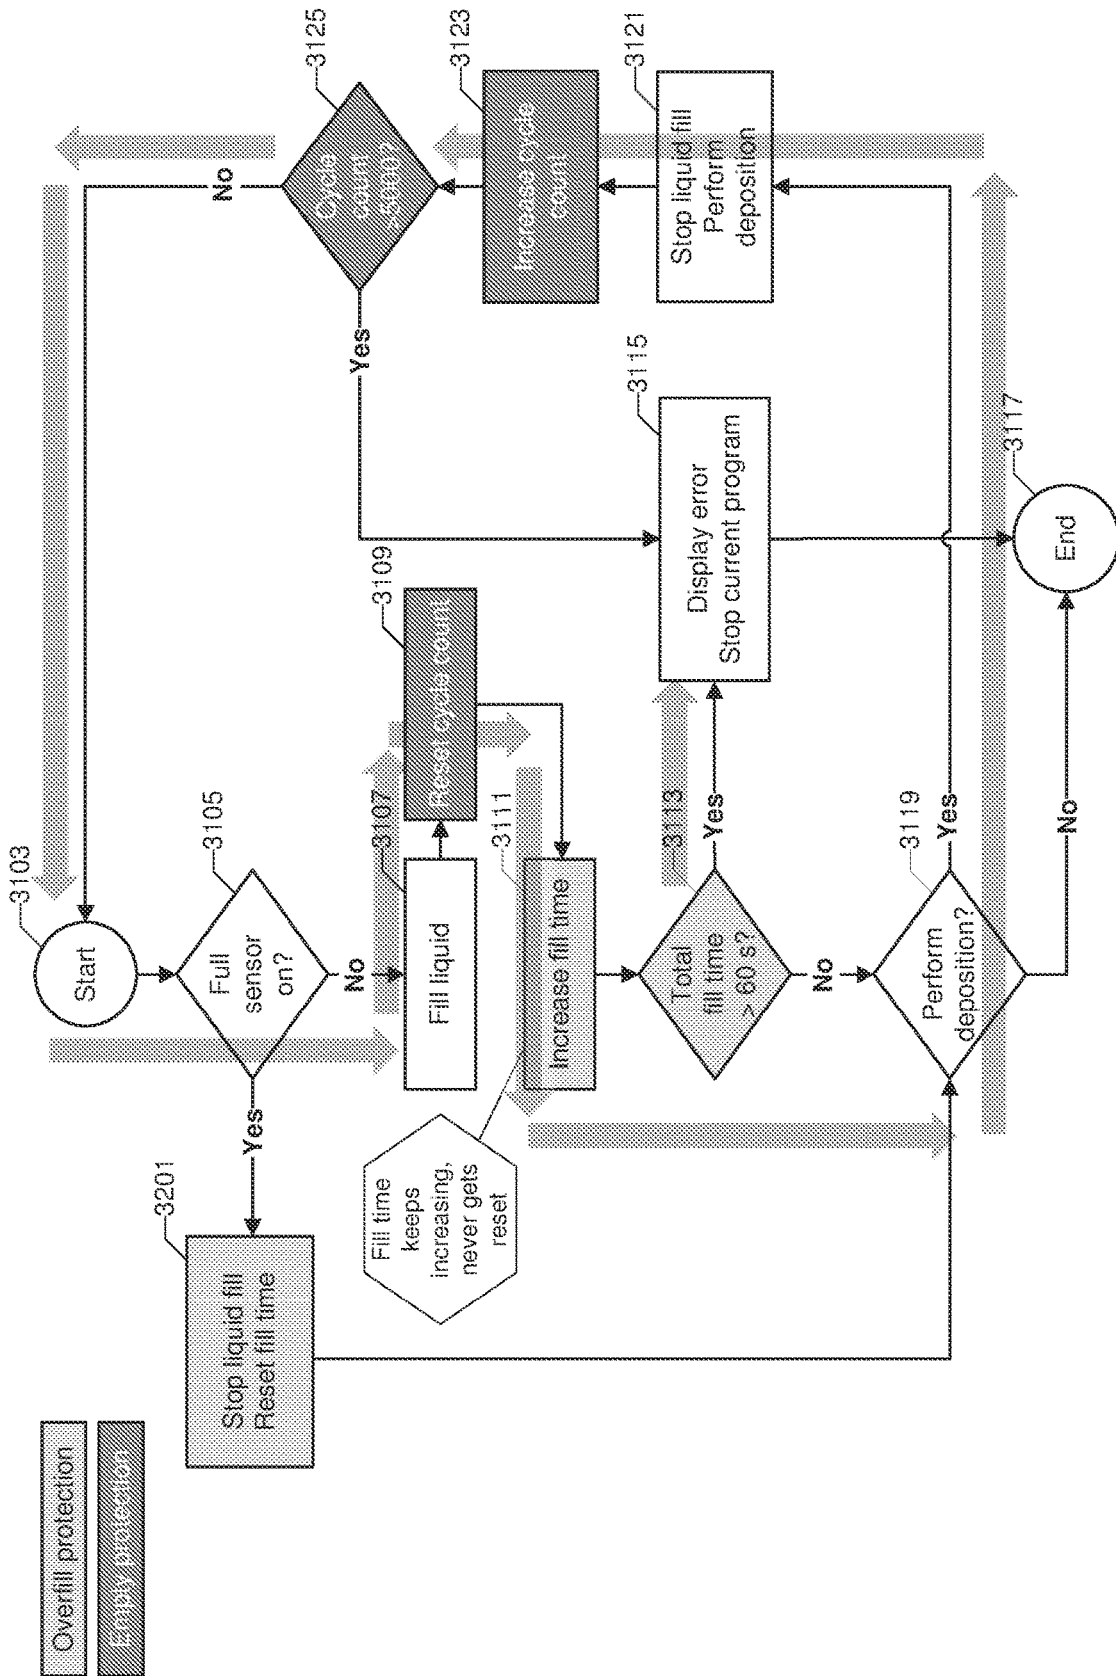 Overfill protection
Empty protection
3103
Start
3105
Full
sensor
on?
Yes
No
3201
Stop liquid fill
Reset fill time
3107
Fill liquid
3109
Reset cycle count
3111
Increase fill time
Fill time
keeps
increasing,
never gets
reset
3113
Total
fill time
> 60 s?
Yes
No
3115
Display error
Stop current program
3119
Perform
deposition?
Yes
No
3117
End
3121
Stop liquid fill
Perform
deposition
3123
Increase cycle
count
3125
Cycle
count
Yes
No